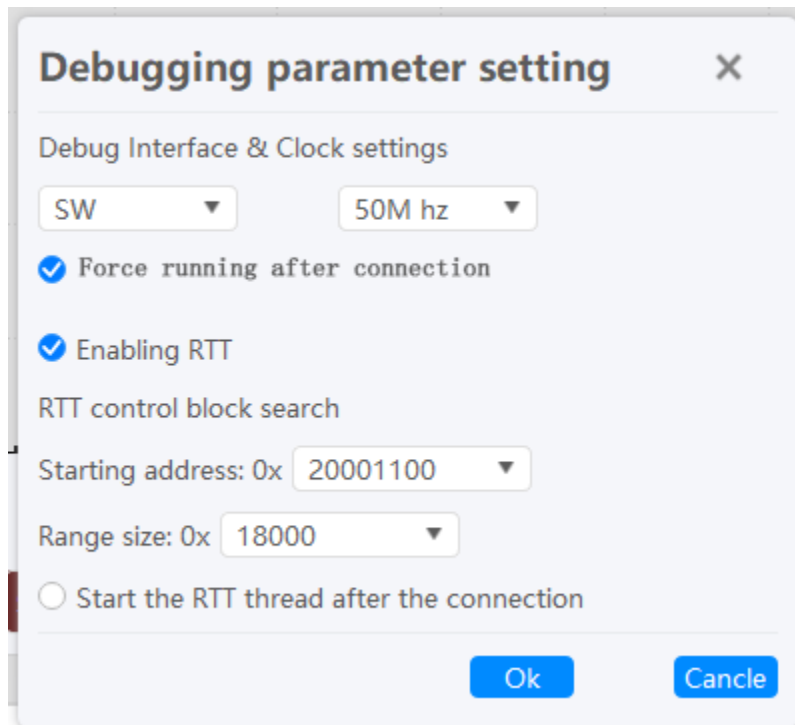 Debugging parameter setting
Debug Interface & Clock settings
SW 50M hz
Force running after connection
Enabling RTT
RTT control block search
Starting address: 0x 20001100
Range size: 0x 18000
Start the RTT thread after the connection
Ok Cancle